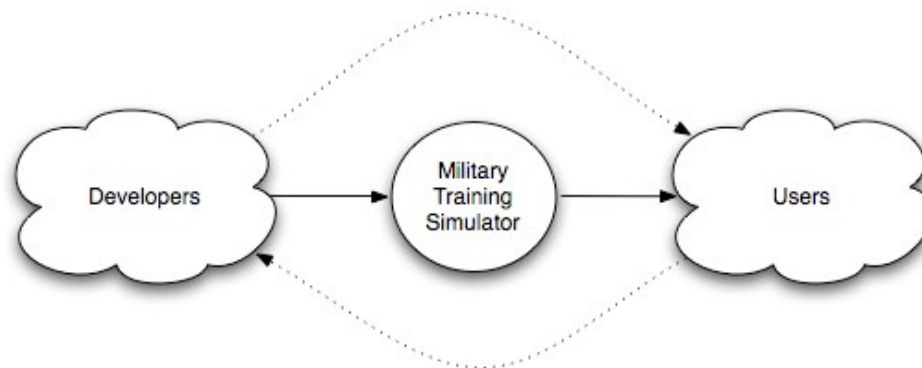 Developers
Military
Training
Simulator
Users